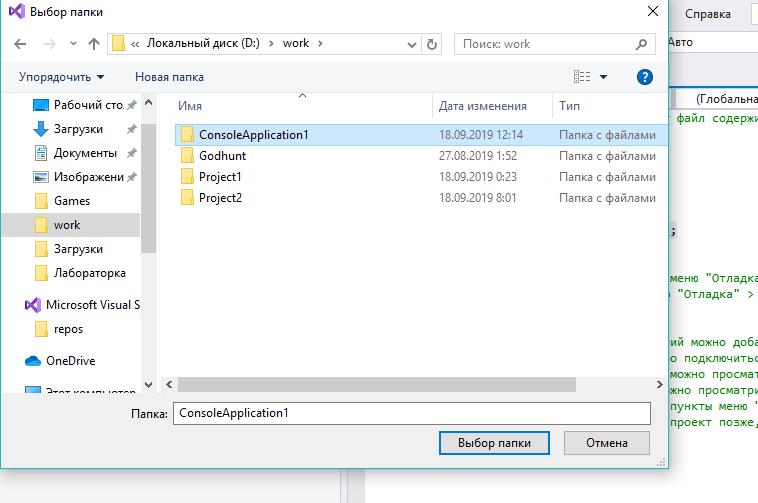 Выбор папки
Справка
« Локальный диск (D:) › work ›
Поиск: work
Авто
Упорядочить
Новая папка
?
(Глобальна
Имя
Дата изменения
Тип
Рабочий сто.
Загрузки
Документы
Изображени
Games
work
Загрузки
Лабораторка
Microsoft Visual S
repos
OneDrive
Этот компьютер
ConsoleApplication1 18.09.2019 12:14 Папка с файлами
Godhunt 27.08.2019 1:52 Папка с файлами
Project1 18.09.2019 0:23 Папка с файлами
Project2 18.09.2019 8:01 Папка с файлами
файл содержи
;
меню "Отладка
"Отладка" >
ий можно доба
о подключитьс
можно просмат
жно просматри
пункты меню "
проект позже,
Папка: ConsoleApplication1
Выбор папки
Отмена